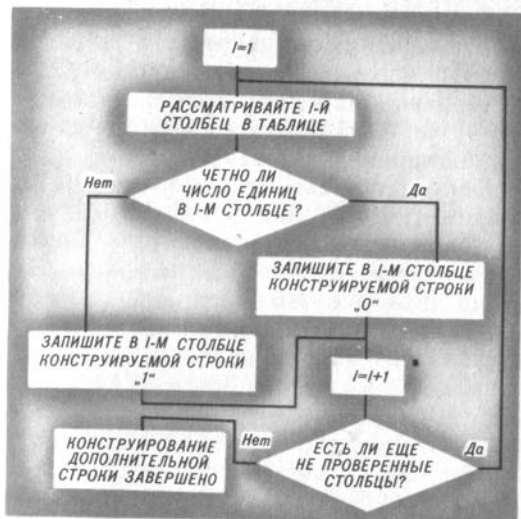 I=1
РАССМАТРИВАЙТЕ I-Й
СТОЛБЕЦ В ТАБЛИЦЕ
ЧЕТНО ЛИ
ЧИСЛО ЕДИНИЦ
В I-М СТОЛБЦЕ?
Нет
Да
ЗАПИШИТЕ В I-М СТОЛБЦЕ
КОНСТРУИРУЕМОЙ СТРОКИ
„0“
ЗАПИШИТЕ В I-М СТОЛБЦЕ
КОНСТРУИРУЕМОЙ СТРОКИ
„1“
I=I+1
ЕСТЬ ЛИ ЕЩЕ
НЕ ПРОВЕРЕННЫЕ
СТОЛБЦЫ?
Нет
Да
КОНСТРУИРОВАНИЕ
ДОПОЛНИТЕЛЬНОЙ
СТРОКИ ЗАВЕРШЕНО